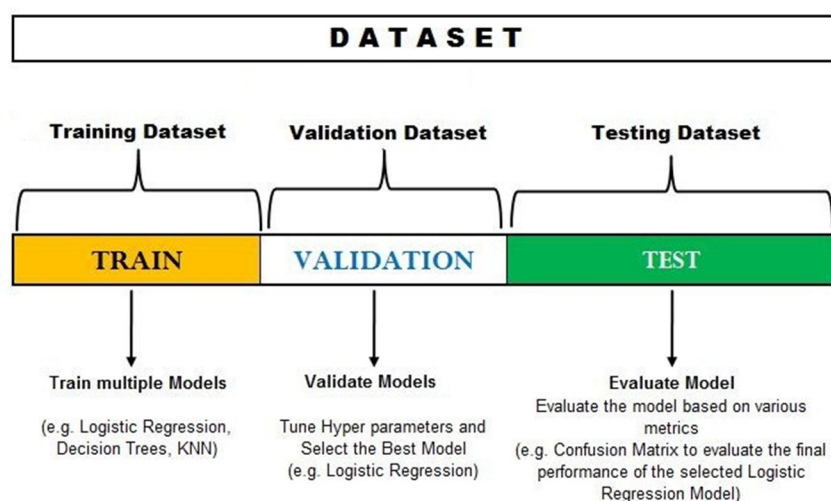 DATASET
Training Dataset
Validation Dataset
Testing Dataset
TRAIN
VALIDATION
TEST
Train multiple Models
(e.g. Logistic Regression,
Decision Trees, KNN)
Validate Models
Tune Hyper parameters and
Select the Best Model
(e.g. Logistic Regression)
Evaluate Model
Evaluate the model based on various
metrics
(e.g. Confusion Matrix to evaluate the final
performance of the selected Logistic
Regression Model)